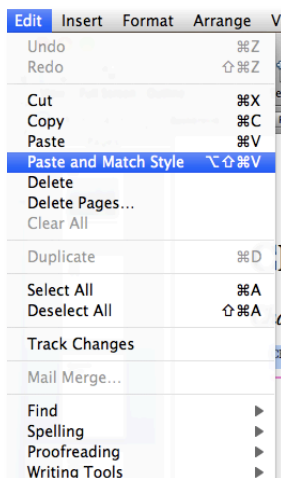 Edit Insert Format Arrange V
Undo ⌘Z
Redo ⇧⌘Z
Cut ⌘X
Copy ⌘C
Paste ⌘V
Paste and Match Style ⌥⇧⌘V
Delete
Delete Pages...
Clear All
Duplicate ⌘D
Select All ⌘A
Deselect All ⇧⌘A
Track Changes
Mail Merge...
Find
Spelling
Proofreading
Writing Tools